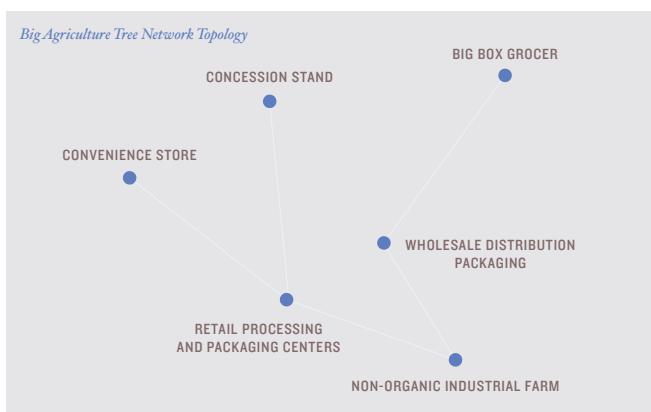 Big Agriculture Tree Network Topology
BIG BOX GROCER
CONCESSION STAND
CONVENIENCE STORE
WHOLESALE DISTRIBUTION
PACKAGING
RETAIL PROCESSING
AND PACKAGING CENTERS
NON-ORGANIC INDUSTRIAL FARM